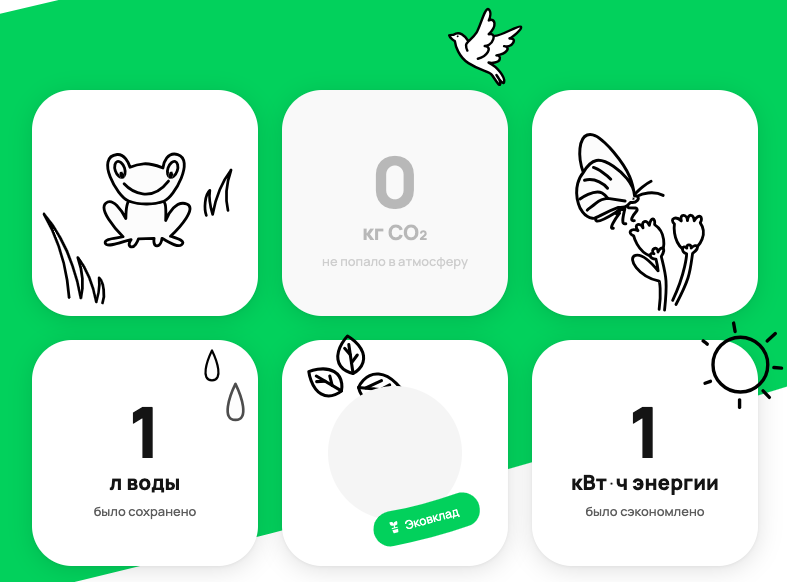 0
кг CO₂
не попало в атмосферу
1
л воды
было сохранено
Эковклад
1
кВт·ч энергии
было сэкономлено